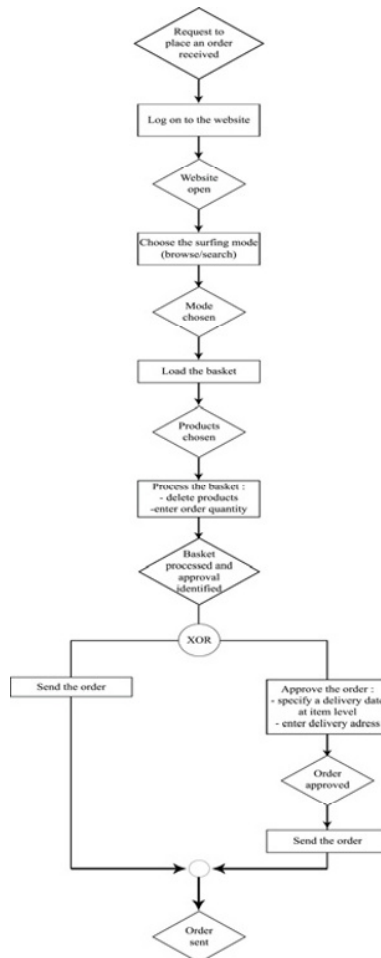 Request to
place an order
received
Log on to the website
Website
open
Choose the surfing mode
(browse/search)
Mode
chosen
Load the basket
Products
chosen
Process the basket :
- delete products
-enter order quantity
Basket
processed and
approval
identified
XOR
Send the order
Approve the order :
- specify a delivery date
at item level
- enter delivery adress
Order
approved
Send the order
Order
sent